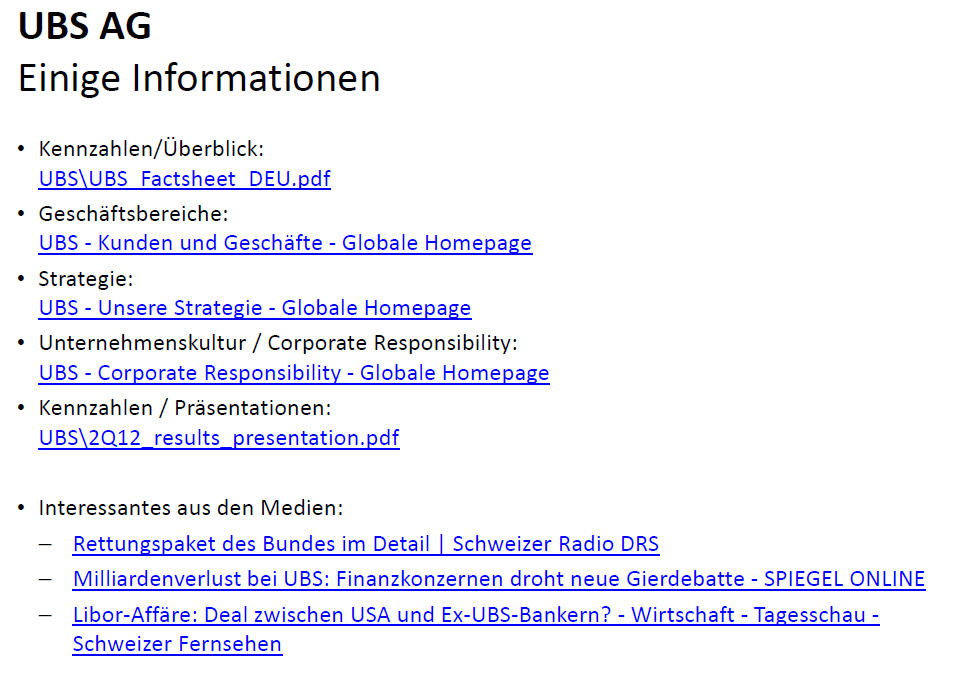 UBS AG
Einige Informationen
• Kennzahlen/Überblick:
UBS\UBS_Factsheet_DEU.pdf
• Geschäftsbereiche:
UBS - Kunden und Geschäfte - Globale Homepage
• Strategie:
UBS - Unsere Strategie - Globale Homepage
• Unternehmenskultur / Corporate Responsibility:
UBS - Corporate Responsibility - Globale Homepage
• Kennzahlen / Präsentationen:
UBS\2Q12_results_presentation.pdf
• Interessantes aus den Medien:
– Rettungspaket des Bundes im Detail | Schweizer Radio DRS
– Milliardenverlust bei UBS: Finanzkonzernen droht neue Gierdebatte - SPIEGEL ONLINE
– Libor-Affäre: Deal zwischen USA und Ex-UBS-Bankern? - Wirtschaft - Tagesschau -
Schweizer Fernsehen